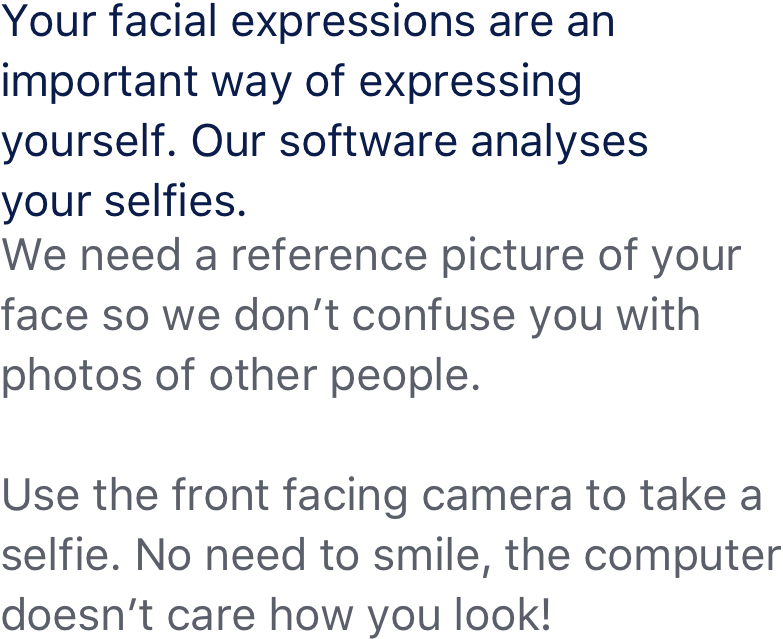 Your facial expressions are an
important way of expressing
yourself. Our software analyses
your selfies.
We need a reference picture of your
face so we don’t confuse you with
photos of other people.
Use the front facing camera to take a
selfie. No need to smile, the computer
doesn’t care how you look!